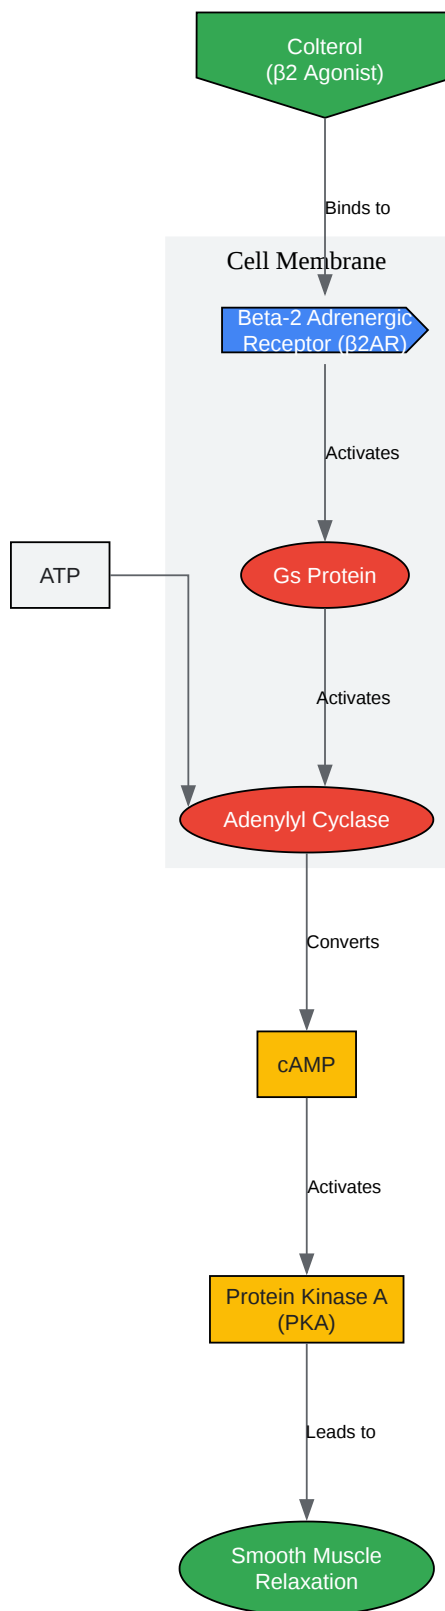 Colterol
(β2 Agonist)
Binds to
Cell Membrane
Beta-2 Adrenergic
Receptor (β2AR)
Activates
ATP
Gs Protein
Activates
Adenylyl Cyclase
Converts
cAMP
Activates
Protein Kinase A
(PKA)
Leads to
Smooth Muscle
Relaxation